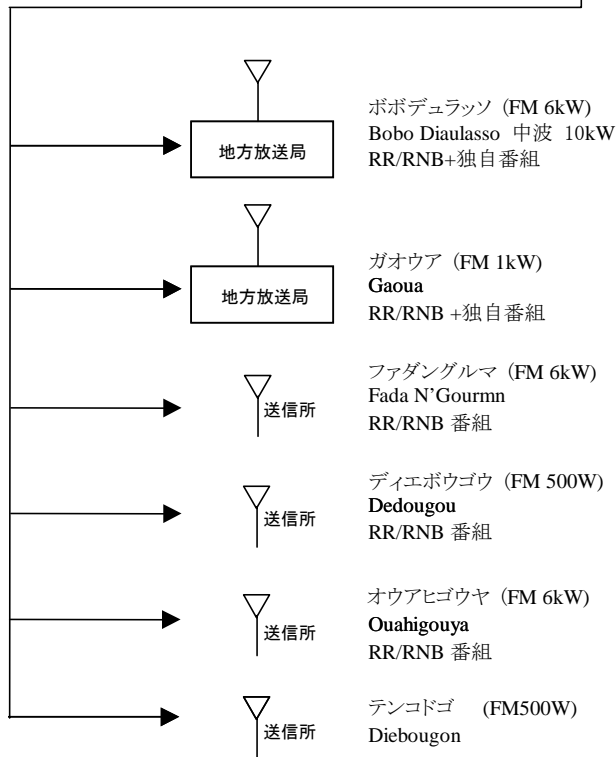 地方放送局
ボボデュラッソ (FM 6kW)
Bobo Diaulasso 中波 10kW
RR/RNB+独自番組
地方放送局
ガオウア (FM 1kW)
Gaoua
RR/RNB +独自番組
送信所
ファダングルマ (FM 6kW)
Fada N’Gourmn
RR/RNB 番組
送信所
ディエボウゴウ (FM 500W)
Dedougou
RR/RNB 番組
送信所
オウアヒゴウヤ (FM 6kW)
Ouahigouya
RR/RNB 番組
送信所
テンコドゴ (FM500W)
Diebougon